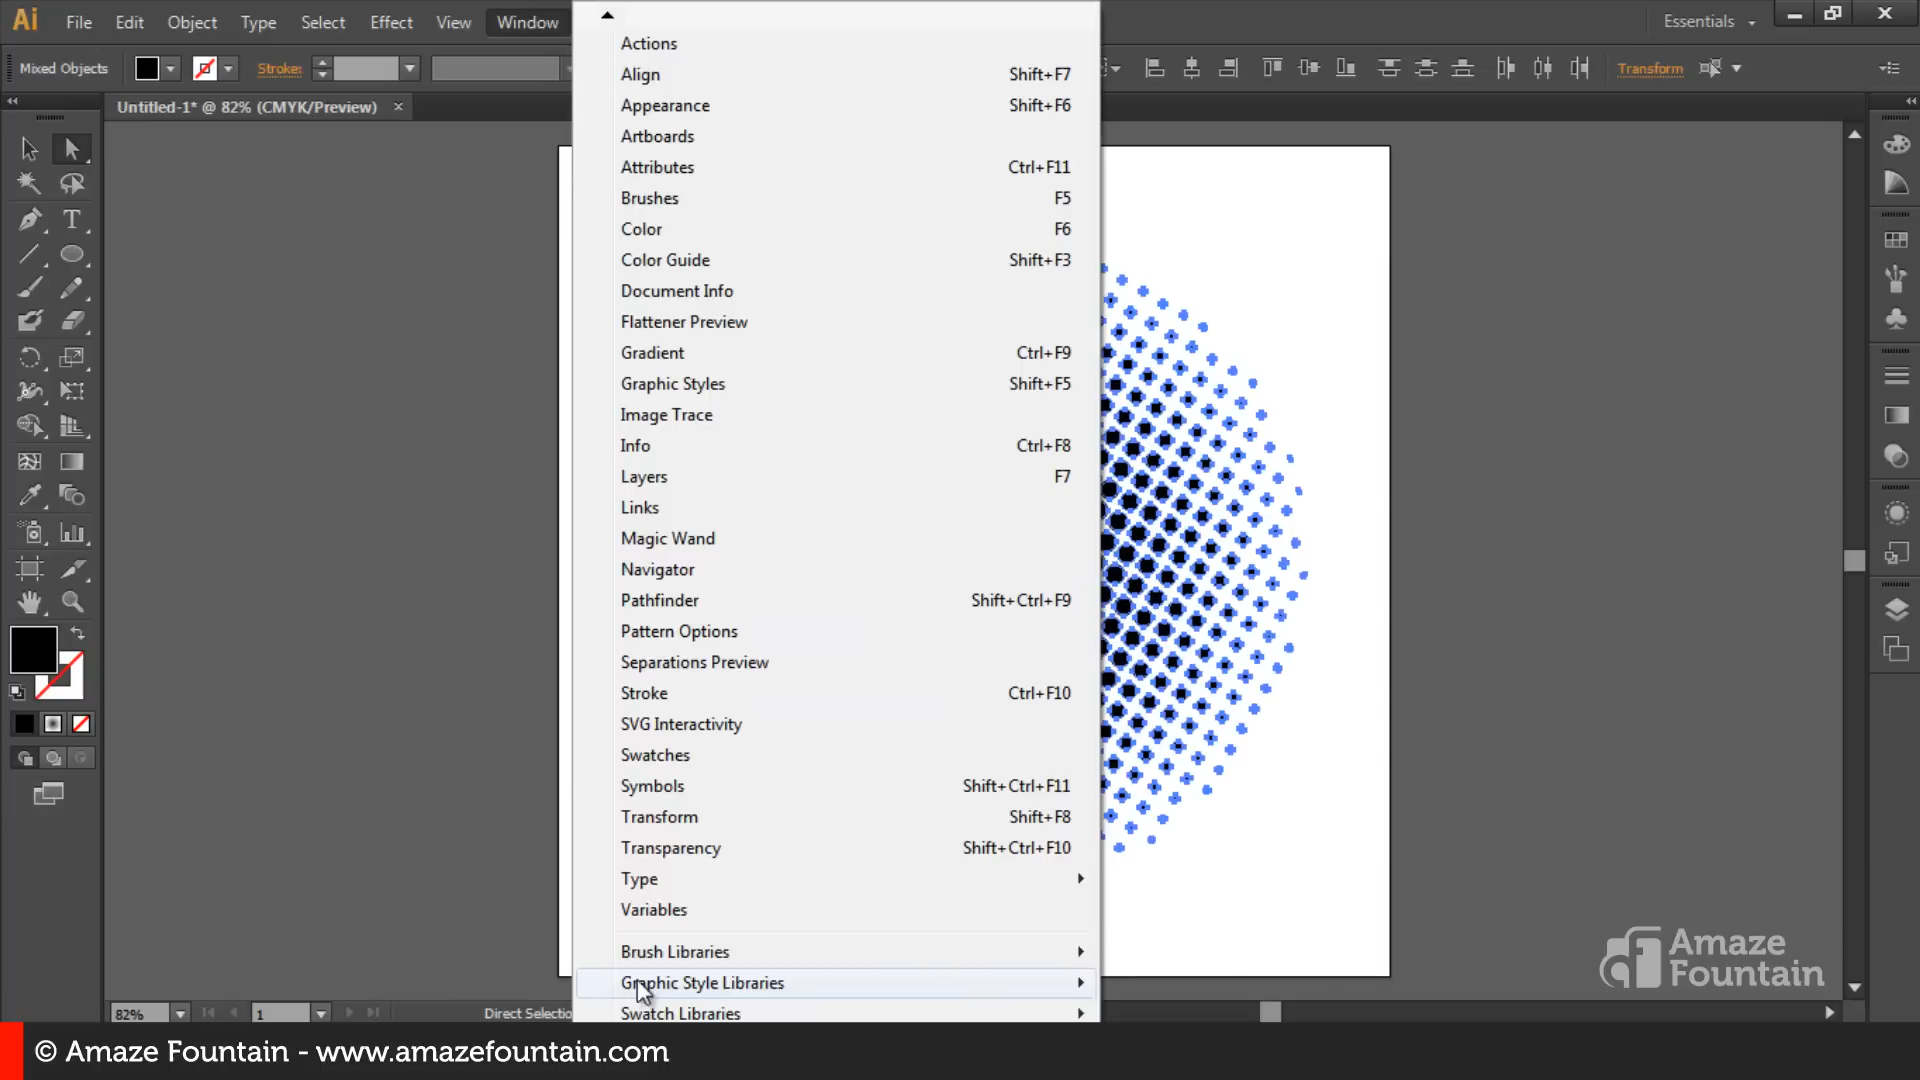 Ai File Edit Object Type Select Effect View Window Essentials
Mixed Objects Stroke: Transform
Untitled-1* @ 82% (CMYK/Preview)
Actions
Align Shift+F7
Appearance Shift+F6
Artboards
Attributes Ctrl+F11
Brushes F5
Color F6
Color Guide Shift+F3
Document Info
Flattener Preview
Gradient Ctrl+F9
Graphic Styles Shift+F5
Image Trace
Info Ctrl+F8
Layers F7
Links
Magic Wand
Navigator
Pathfinder Shift+Ctrl+F9
Pattern Options
Separations Preview
Stroke Ctrl+F10
SVG Interactivity
Swatches
Symbols Shift+Ctrl+F11
Transform Shift+F8
Transparency Shift+Ctrl+F10
Type
Variables
Brush Libraries
Graphic Style Libraries
Swatch Libraries
82% 1 Direct Selectio
Amaze
Fountain
© Amaze Fountain - www.amazefountain.com